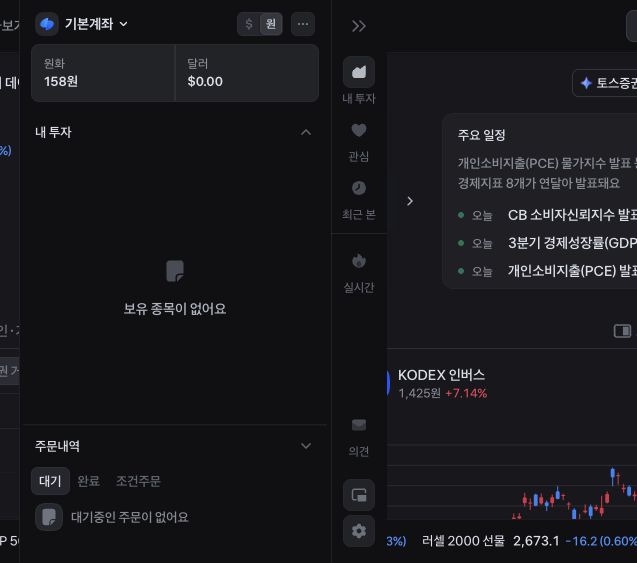 기본계좌
$ 원
원화
158원
달러
$0.00
내 투자
보유 종목이 없어요
주문내역
대기 완료 조건주문
대기중인 주문이 없어요
내 투자
관심
최근 본
실시간
의견
토스증권
주요 일정
개인소비지출(PCE) 물가지수 발표
경제지표 8개가 연달아 발표돼요
오늘 CB 소비자신뢰지수 발표
오늘 3분기 경제성장률(GDP
오늘 개인소비지출(PCE) 발표
KODEX 인버스
1,425원 +7.14%
%)
P 50
3%) 러셀 2000 선물 2,673.1 -16.2 (0.60%